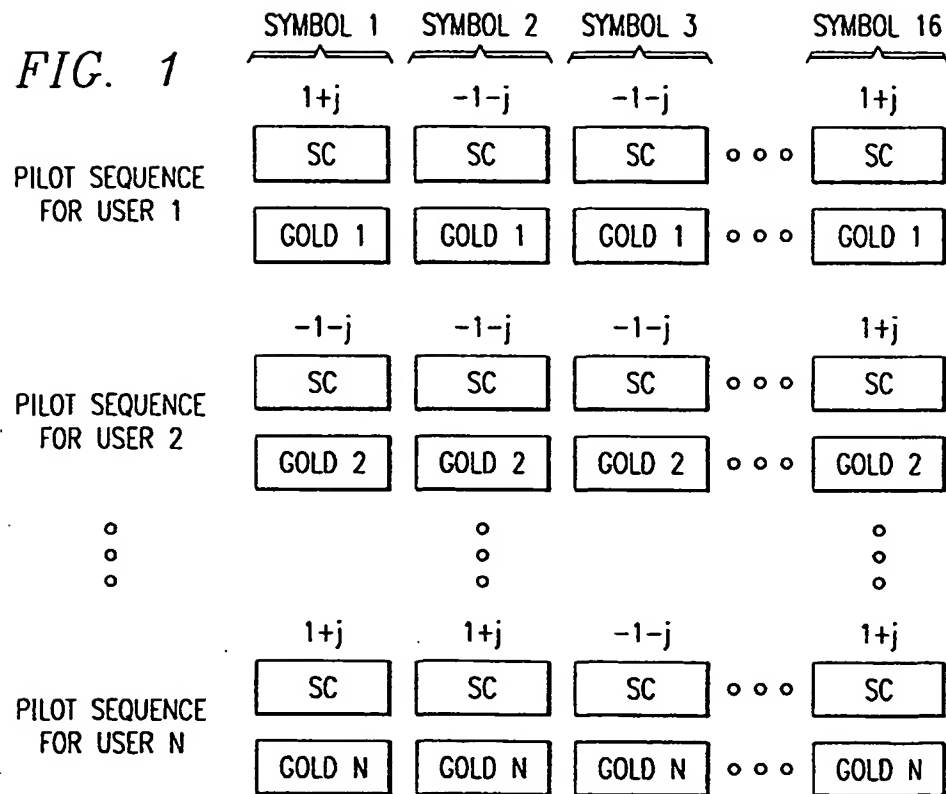 SYMBOL 1 SYMBOL 2 SYMBOL 3 SYMBOL 16
FIG. 1
1+j -1-j -1-j 1+j
SC SC SC SC
PILOT SEQUENCE
FOR USER 1
GOLD 1 GOLD 1 GOLD 1 GOLD 1
-1-j -1-j -1-j 1+j
SC SC SC SC
PILOT SEQUENCE
FOR USER 2
GOLD 2 GOLD 2 GOLD 2 GOLD 2
1+j 1+j -1-j 1+j
SC SC SC SC
PILOT SEQUENCE
FOR USER N
GOLD N GOLD N GOLD N GOLD N